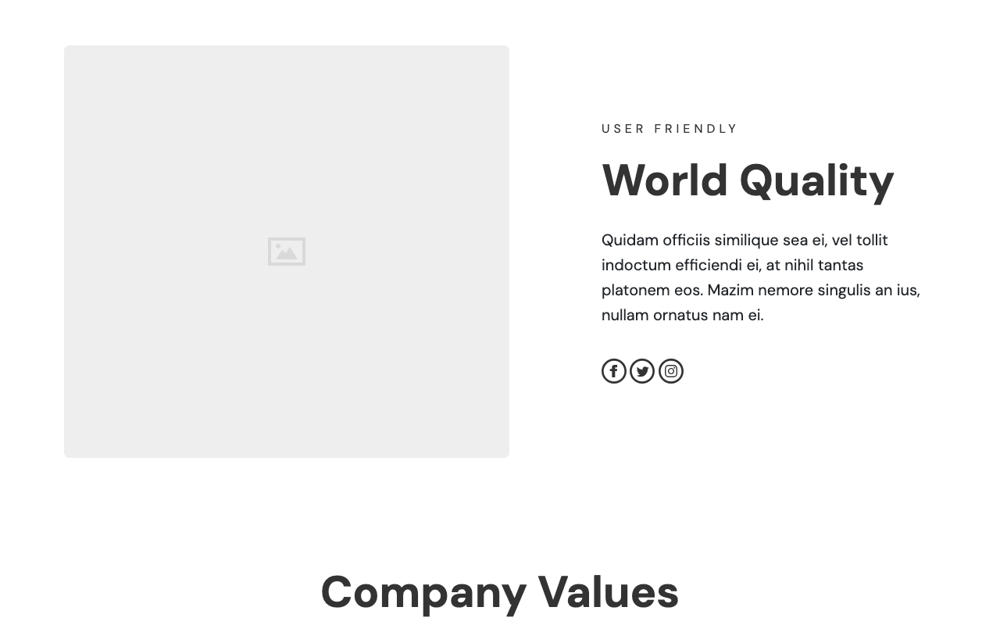 USER FRIENDLY
World Quality
Quidam officiis similique sea ei, vel tollit
indoctum efficiendi ei, at nihil tantas
platonem eos. Mazim nemore singulis an ius,
nullam ornatus nam ei.
Company Values